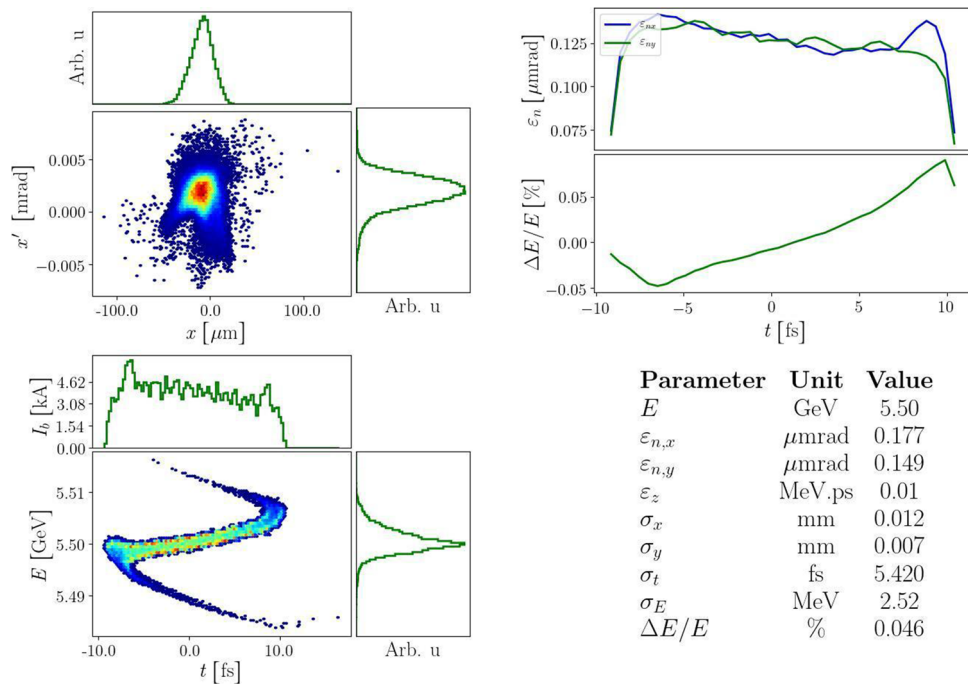 Arb. u
x′ [mrad]
0.005
0.000
−0.005
-100.0 0.0 100.0
x [μm]
Arb. u
ε_n [μmrad]
0.125
0.100
0.075
ε_nx
ε_ny
ΔE/E [%]
0.05
0.00
−0.05
−10 −5 0 5 10
t [fs]
I_b [kA]
4.62
3.08
1.54
0.00
E [GeV]
5.51
5.50
5.49
-10.0 0.0 10.0
t [fs]
Arb. u
Parameter Unit Value
E GeV 5.50
ε_n,x μmrad 0.177
ε_n,y μmrad 0.149
ε_z MeV.ps 0.01
σ_x mm 0.012
σ_y mm 0.007
σ_t fs 5.420
σ_E MeV 2.52
ΔE/E % 0.046